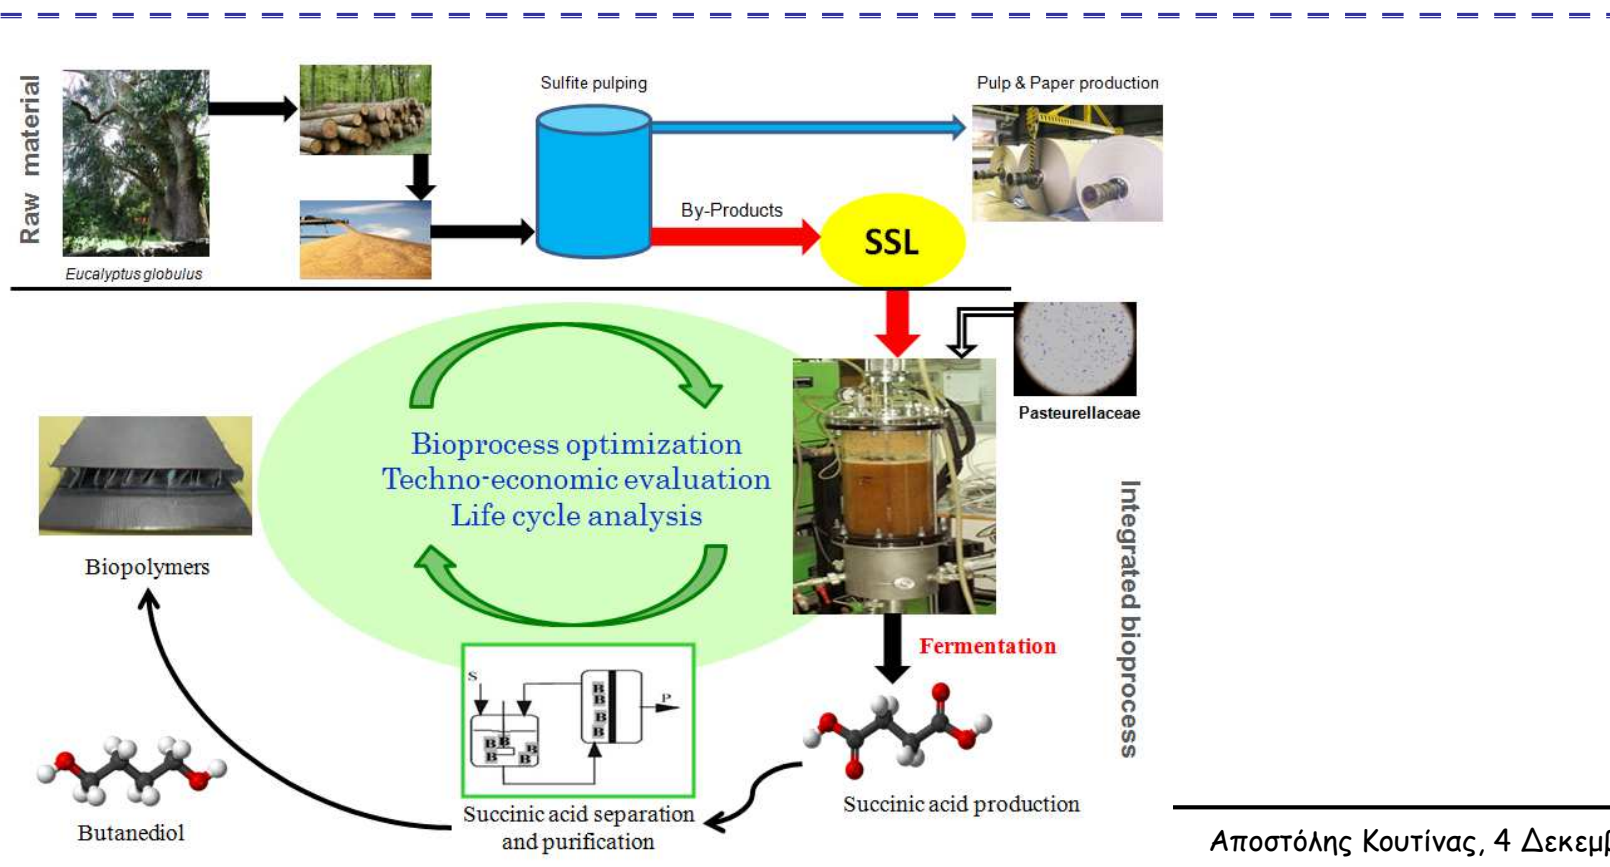 Raw material
Eucalyptus globulus
Sulfite pulping
Pulp & Paper production
By-Products
SSL
Pasteurellaceae
Bioprocess optimization
Techno-economic evaluation
Life cycle analysis
Integrated bioprocess
Biopolymers
Fermentation
S
P
B
B
B
B
B
B
B
B
Butanediol
Succinic acid separation
and purification
Succinic acid production
Αποστόλης Κουτίνας, 4